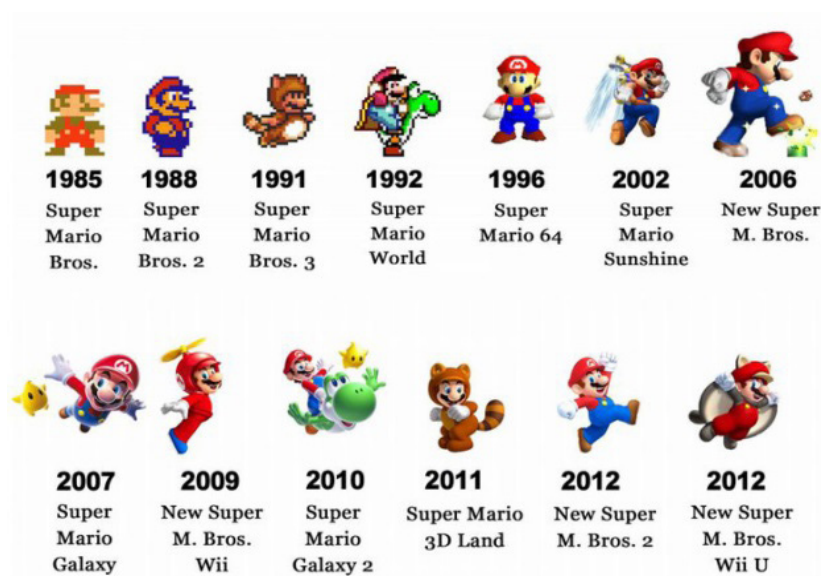 1985
Super
Mario
Bros.
1988
Super
Mario
Bros. 2
1991
Super
Mario
Bros. 3
1992
Super
Mario
World
1996
Super
Mario 64
2002
Super
Mario
Sunshine
2006
New Super
M. Bros.
2007
Super
Mario
Galaxy
2009
New Super
M. Bros.
Wii
2010
Super
Mario
Galaxy 2
2011
Super Mario
3D Land
2012
New Super
M. Bros. 2
2012
New Super
M. Bros.
Wii U